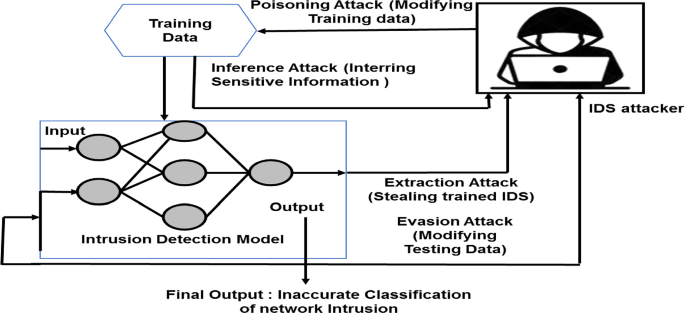 Poisoning Attack (Modifying
Training data)
Training
Data
Inference Attack (Interring
Sensitive Information )
IDS attacker
Input
Extraction Attack
(Stealing trained IDS)
Output
Evasion Attack
(Modifying
Testing Data)
Intrusion Detection Model
Final Output : Inaccurate Classification
of network Intrusion